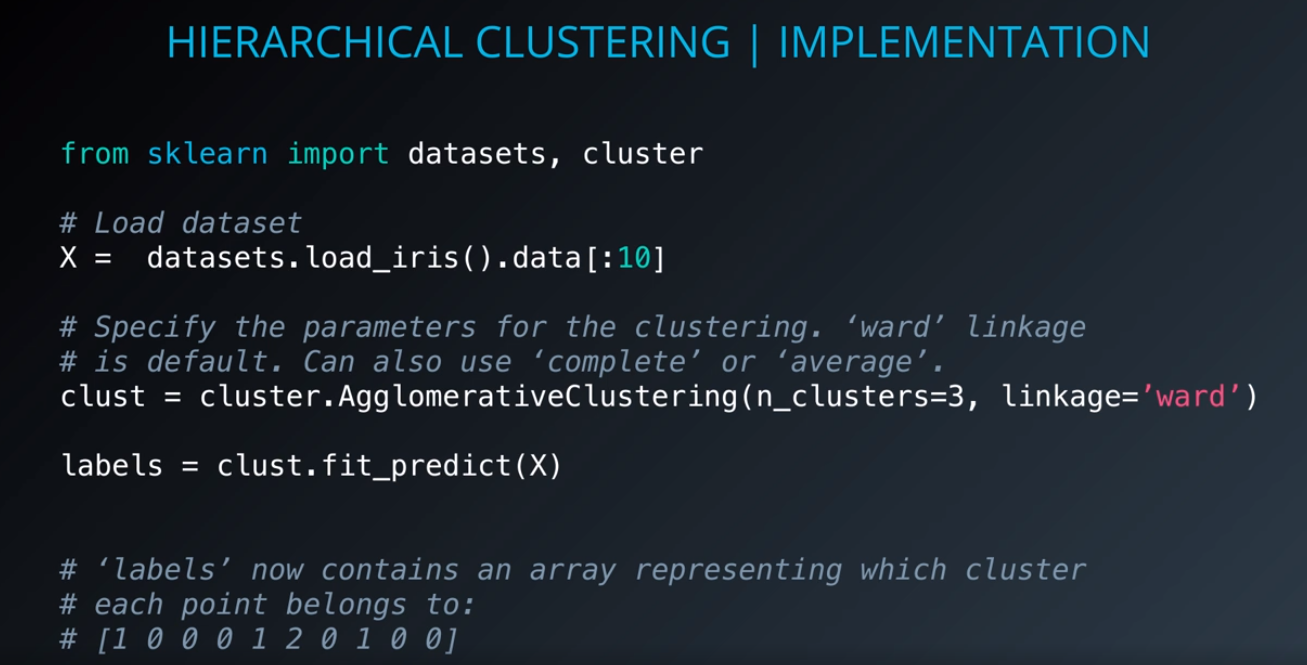 HIERARCHICAL CLUSTERING | IMPLEMENTATION
from sklearn import datasets, cluster
# Load dataset
X =  datasets.load_iris().data[:10]
# Specify the parameters for the clustering. ‘ward’ linkage
# is default. Can also use ‘complete’ or ‘average’.
clust = cluster.AgglomerativeClustering(n_clusters=3, linkage=’ward’)
labels = clust.fit_predict(X)
# ‘labels’ now contains an array representing which cluster
# each point belongs to:
# [1 0 0 0 1 2 0 1 0 0]